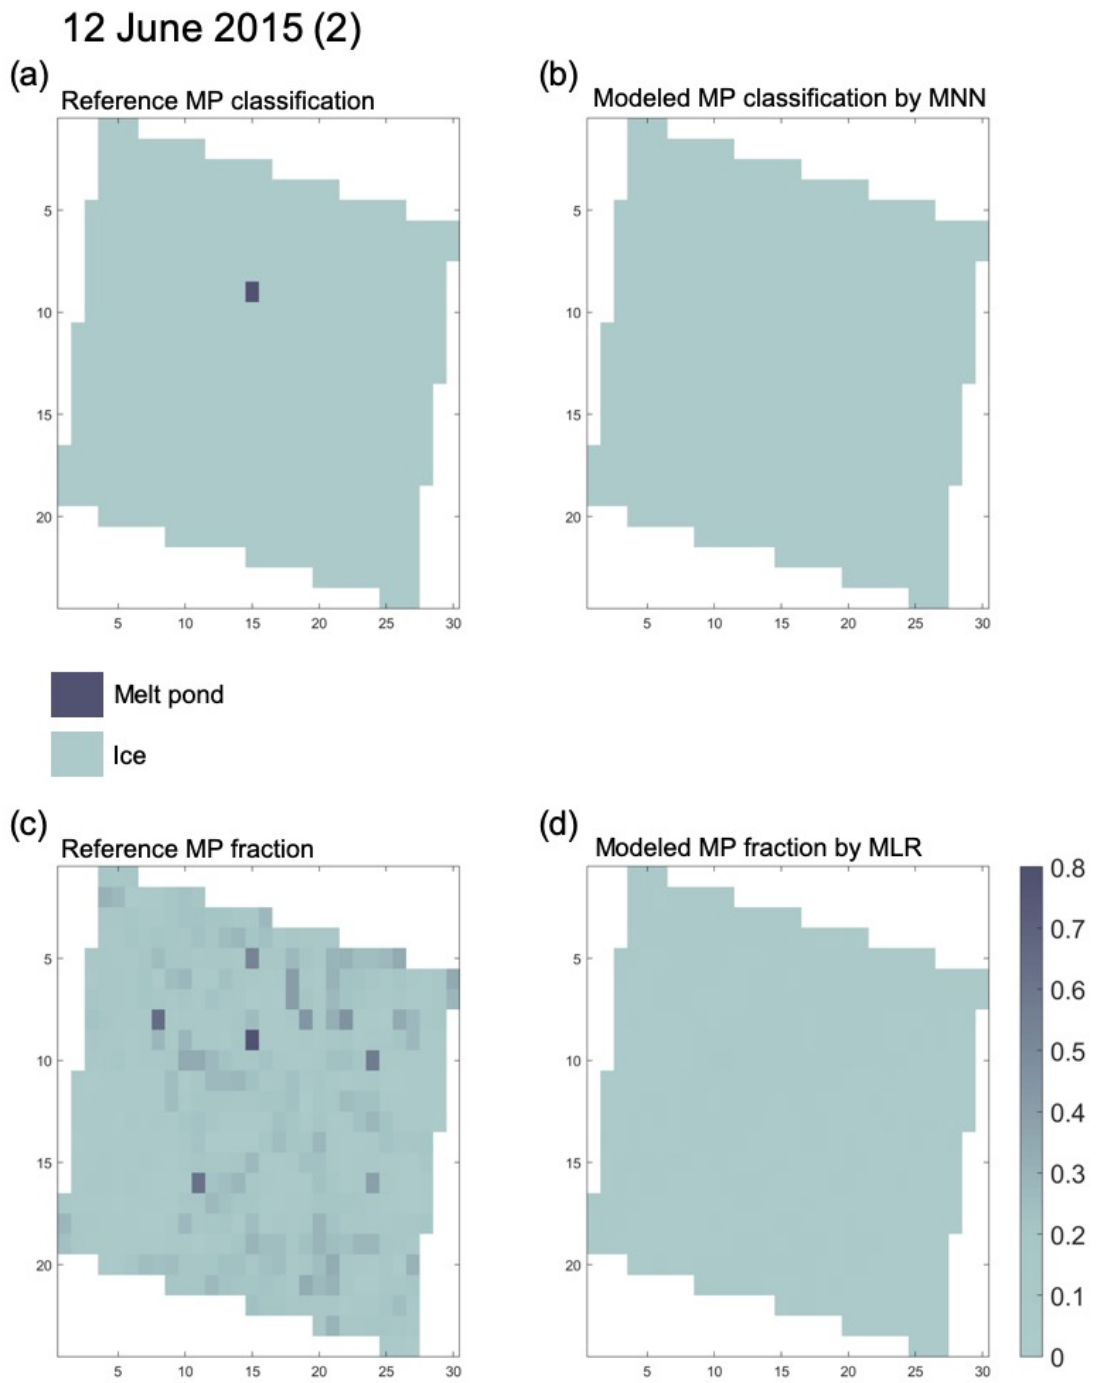 12 June 2015 (2)
(a)
Reference MP classification
5
10
15
20
5 10 15 20 25 30
(b)
Modeled MP classification by MNN
5
10
15
20
5 10 15 20 25 30
Melt pond
Ice
(c)
Reference MP fraction
5
10
15
20
5 10 15 20 25 30
(d)
Modeled MP fraction by MLR
5
10
15
20
5 10 15 20 25 30
0.8
0.7
0.6
0.5
0.4
0.3
0.2
0.1
0